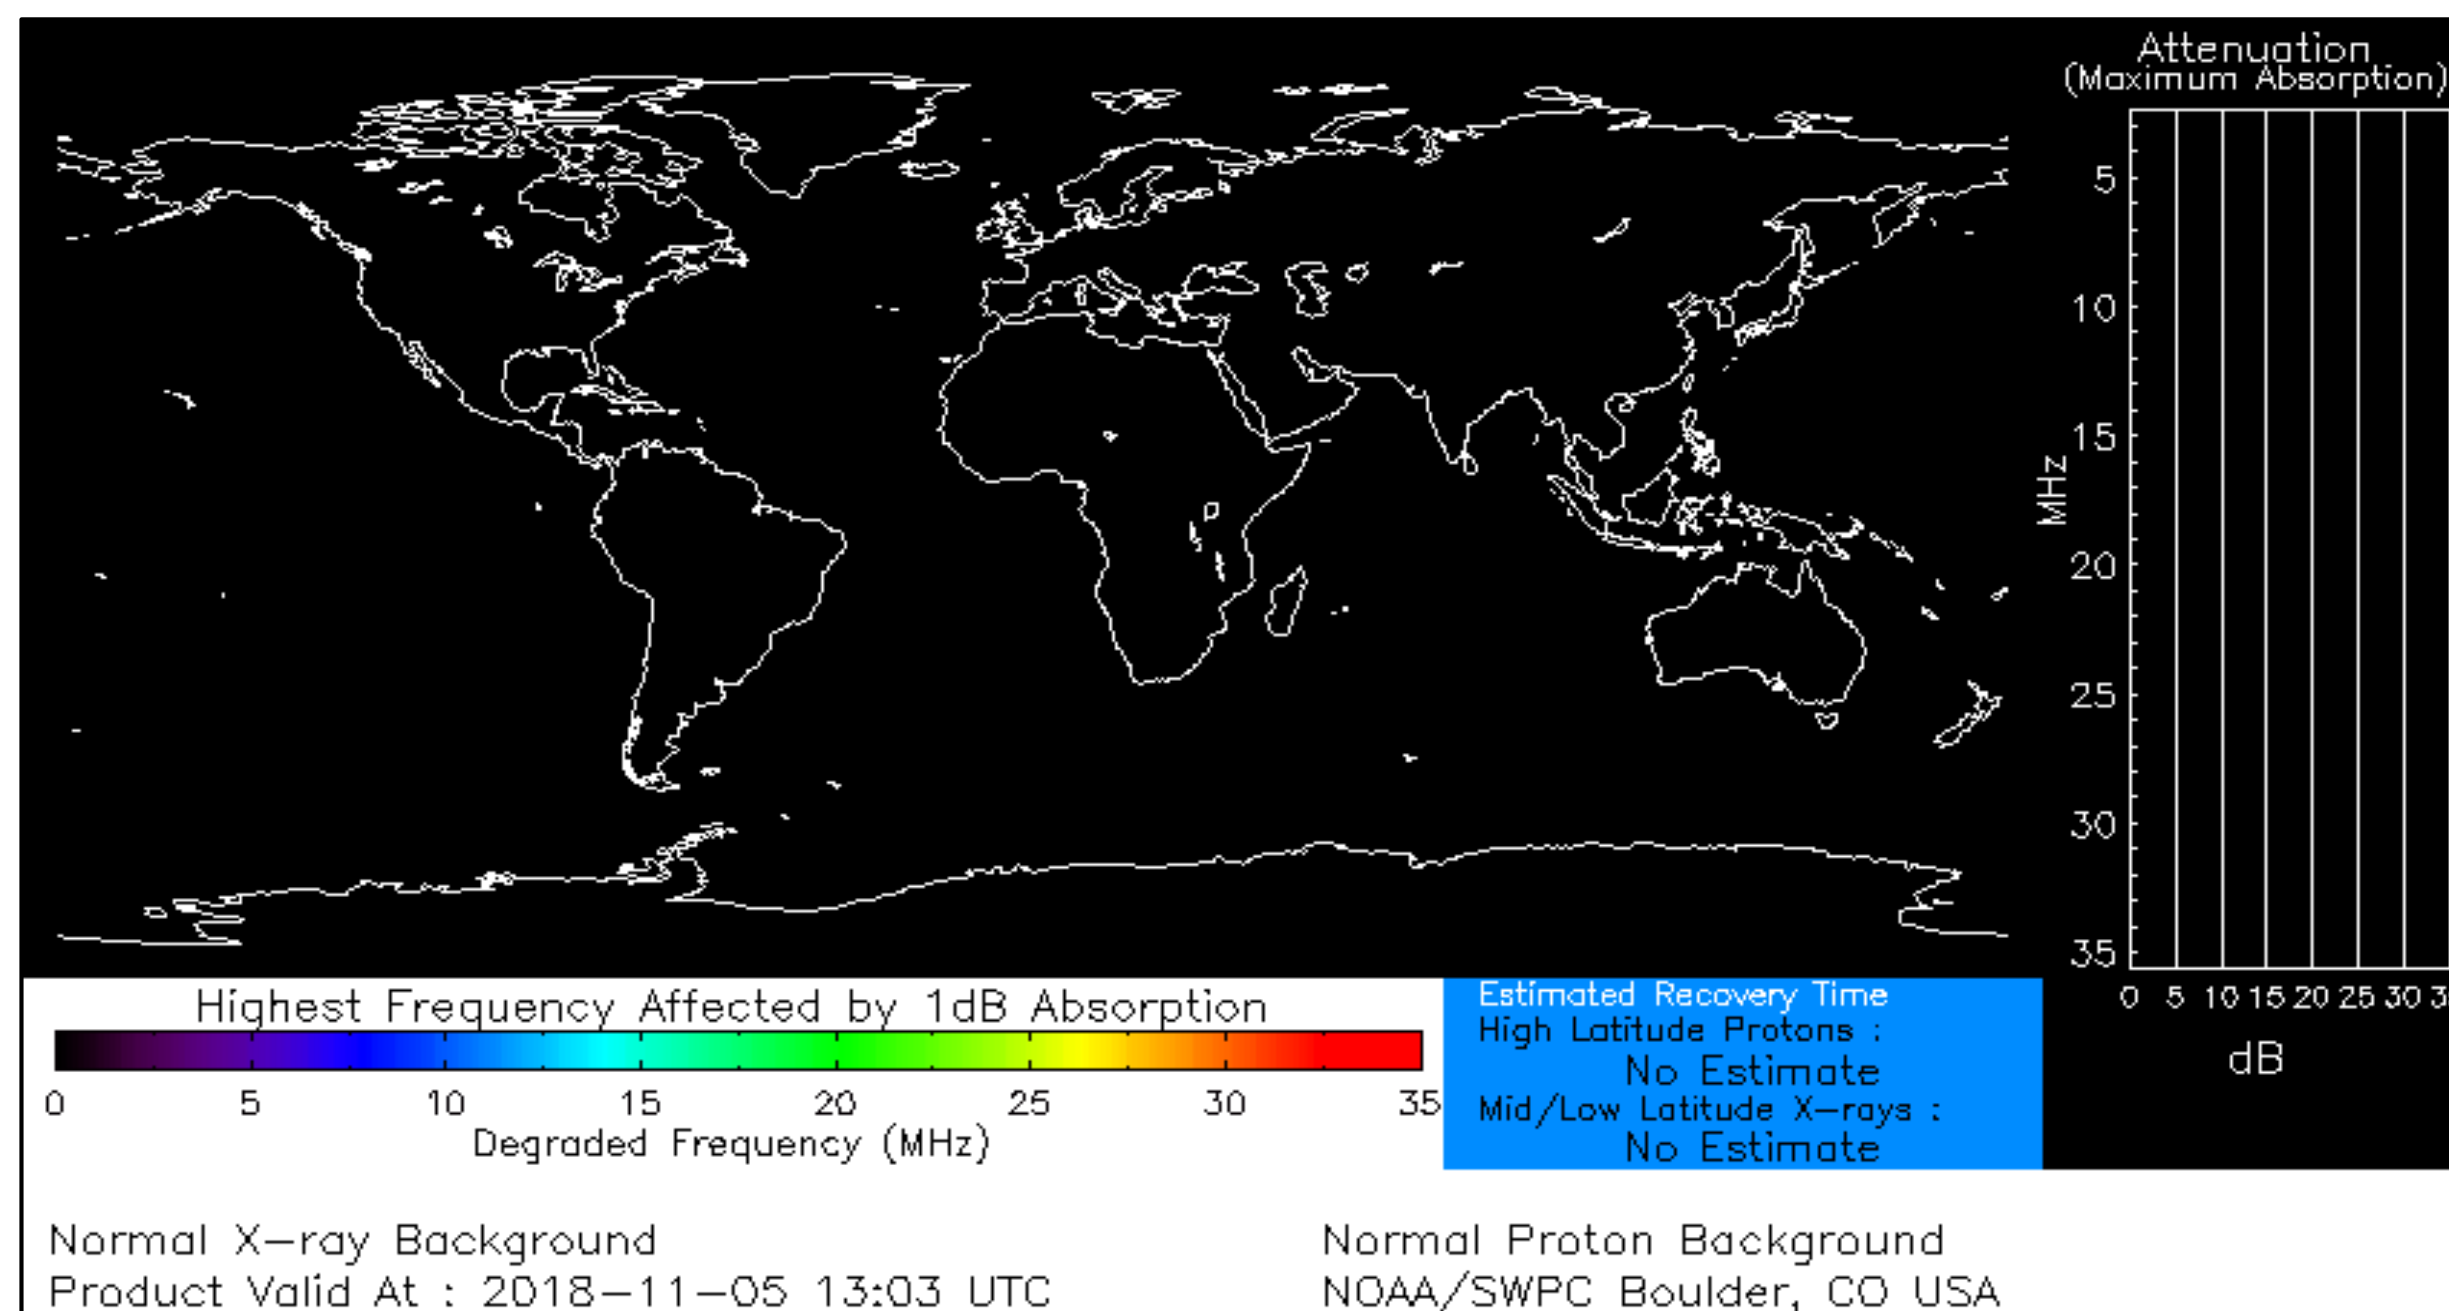 Attenuation
(Maximum Absorption)
5
10
15
20
25
30
35
MHz
0 5 10 15 20 25 30
dB
Highest Frequency Affected by 1dB Absorption
0 5 10 15 20 25 30 35
Degraded Frequency (MHz)
Estimated Recovery Time
High Latitude Protons :
No Estimate
Mid/Low Latitude X-rays :
No Estimate
Normal X-ray Background
Product Valid At : 2018-11-05 13:03 UTC
Normal Proton Background
NOAA/SWPC Boulder, CO USA